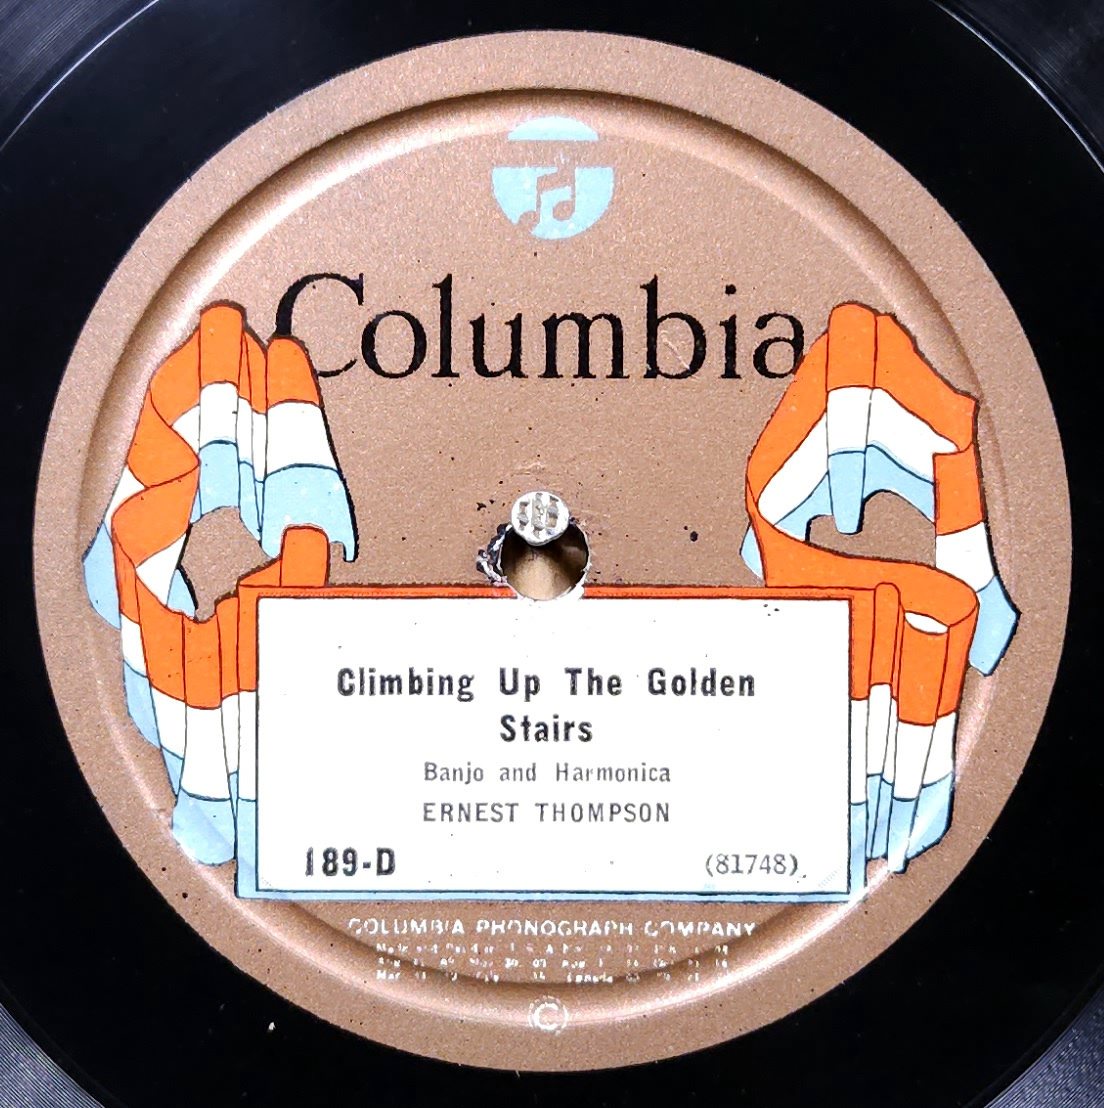 Columbia
Climbing Up The Golden
Stairs
Banjo and Harmonica
ERNEST THOMPSON
189-D (81748)
COLUMBIA PHONOGRAPH COMPANY
©